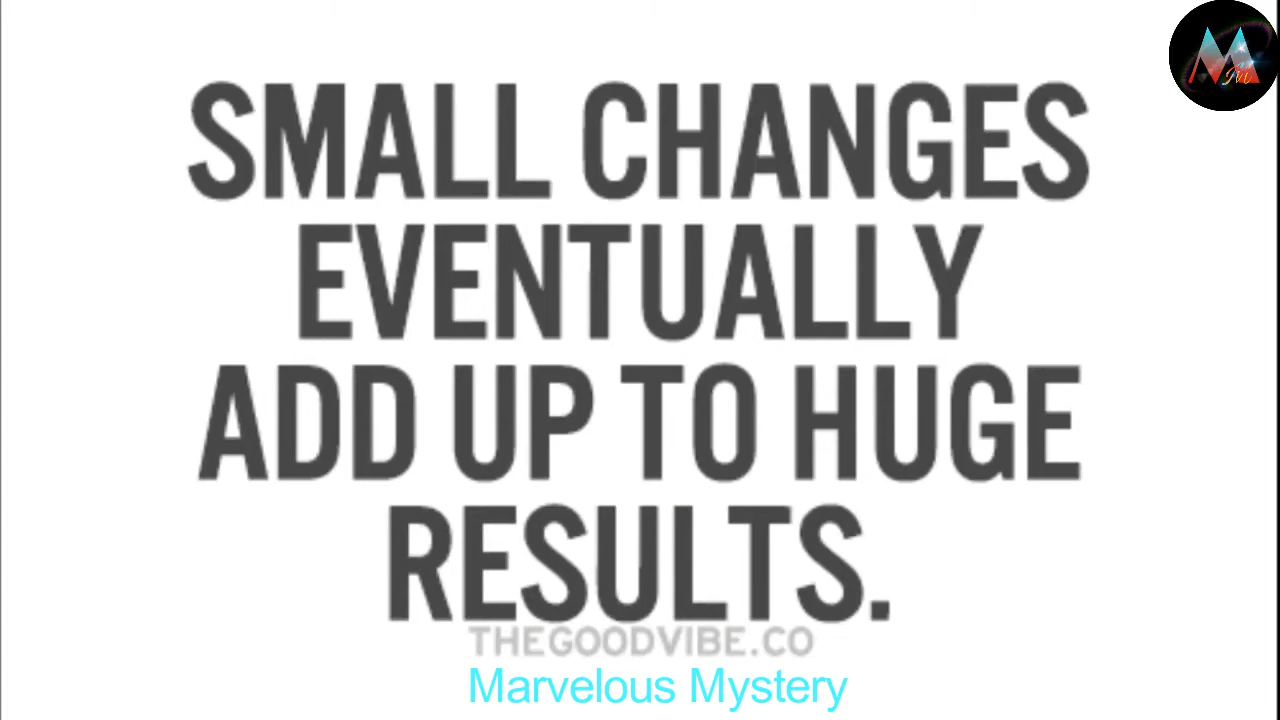 SMALL CHANGES
EVENTUALLY
ADD UP TO HUGE
RESULTS.
THEGOODVIBE.CO
Marvelous Mystery